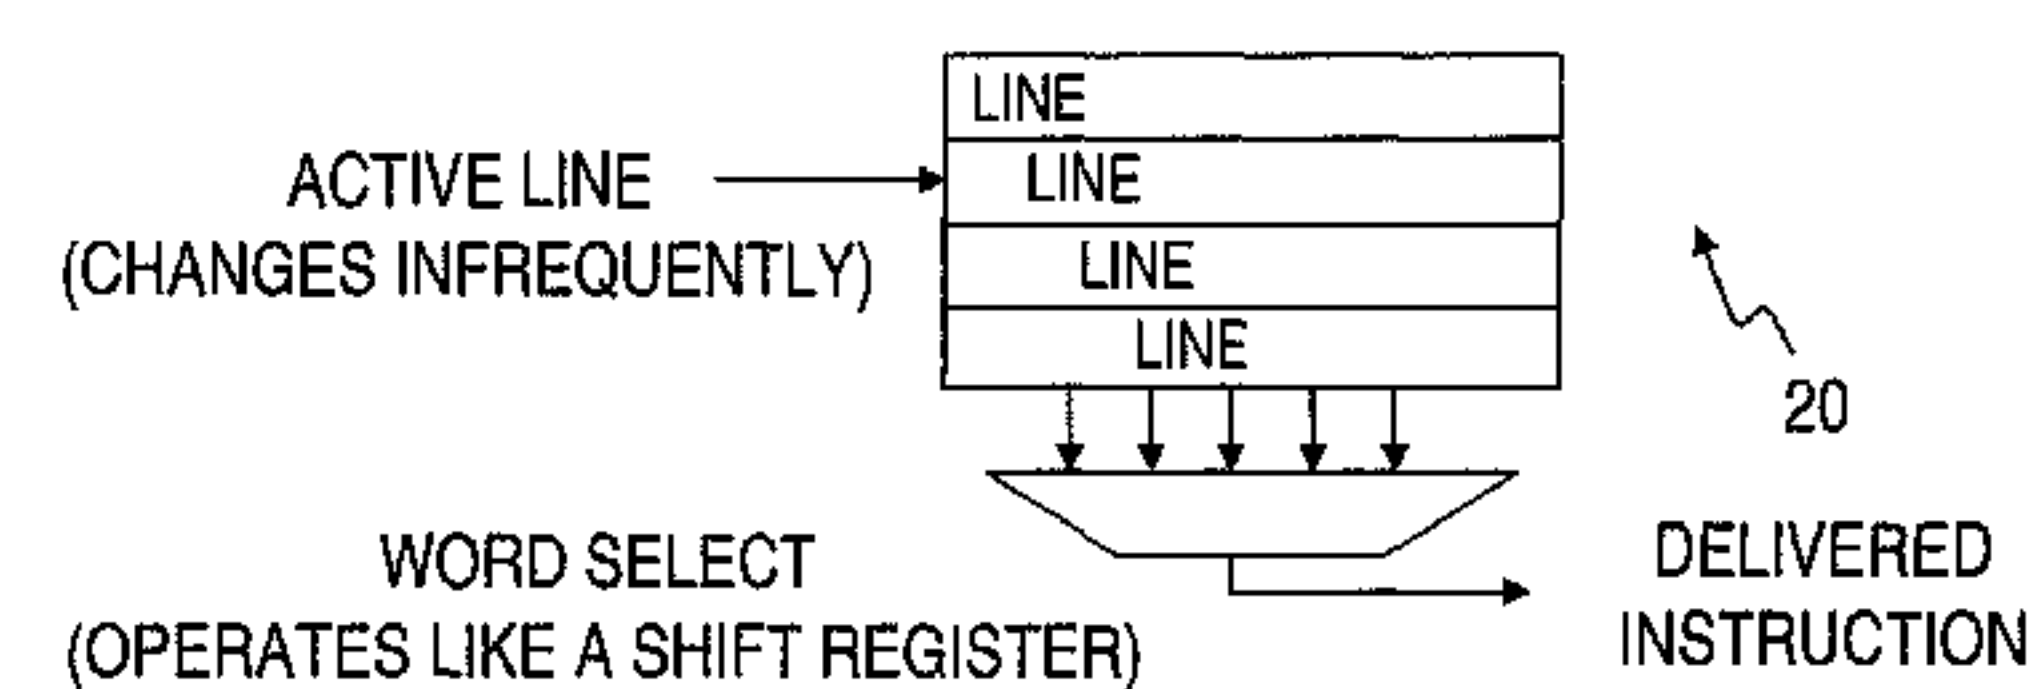 LINE
ACTIVE LINE
LINE
(CHANGES INFREQUENTLY)
LINE
LINE
20
WORD SELECT
(OPERATES LIKE A SHIFT REGISTER)
DELIVERED
INSTRUCTION